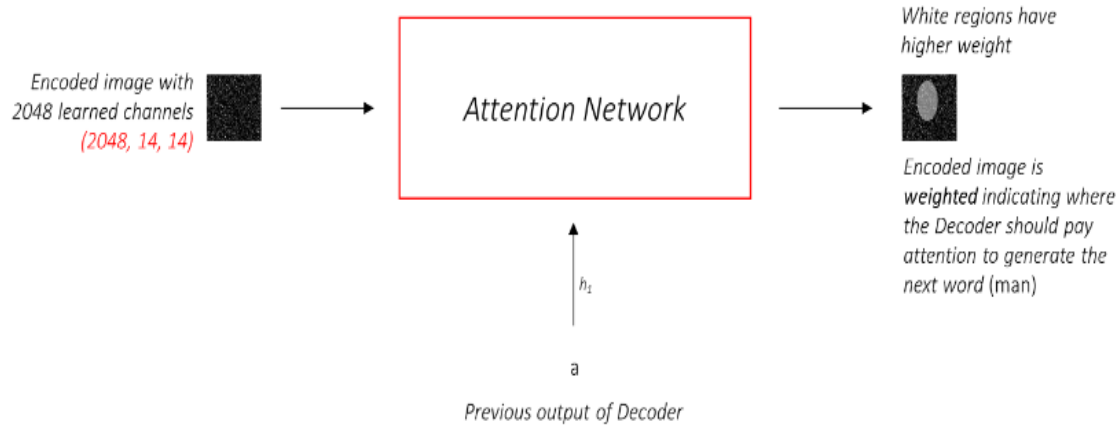 Encoded image with
2048 learned channels
(2048, 14, 14)
Attention Network
White regions have
higher weight
Encoded image is
weighted indicating where
the Decoder should pay
attention to generate the
next word (man)
h₁
a
Previous output of Decoder